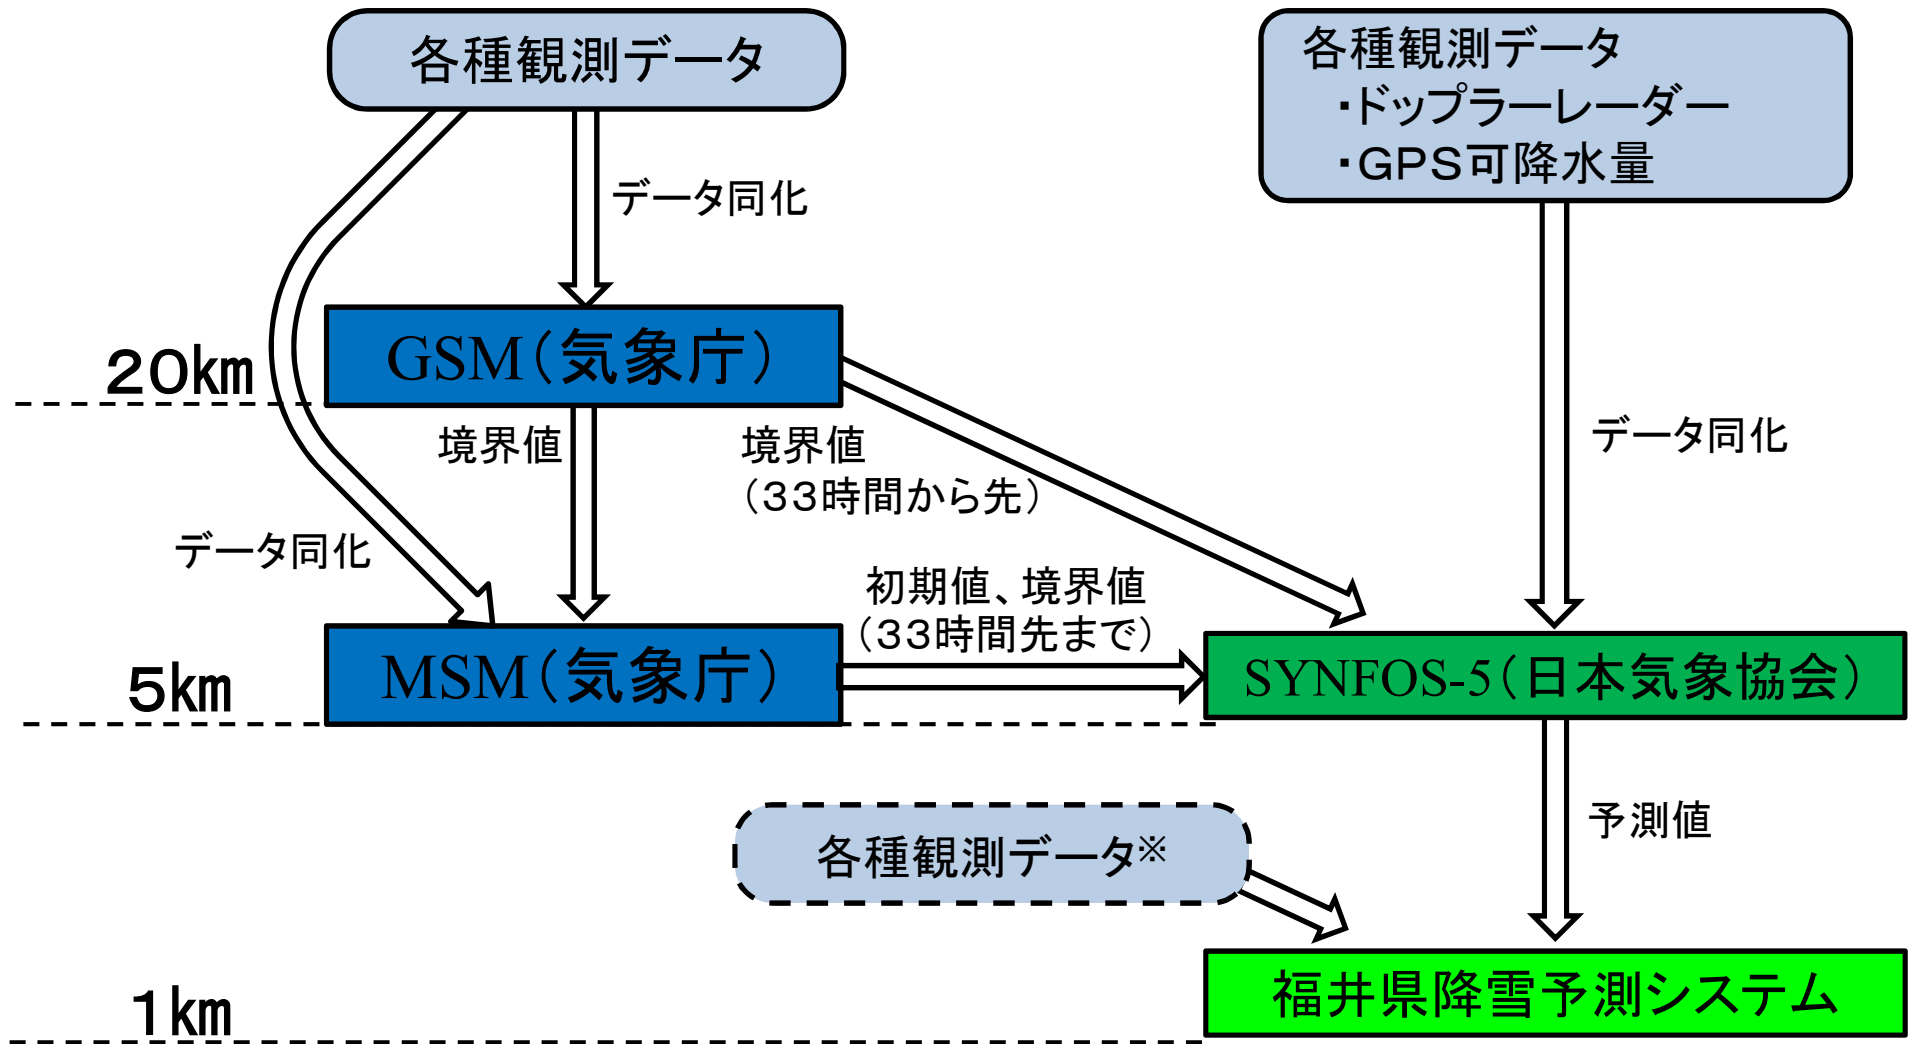 各種観測データ
各種観測データ
・ドップラーレーダー
・GPS可降水量
データ同化
GSM(気象庁)
20km
境界値
境界値
(33時間から先)
データ同化
データ同化
初期値、境界値
(33時間先まで)
MSM(気象庁)
SYNFOS-5(日本気象協会)
5km
予測値
各種観測データ※
福井県降雪予測システム
1km